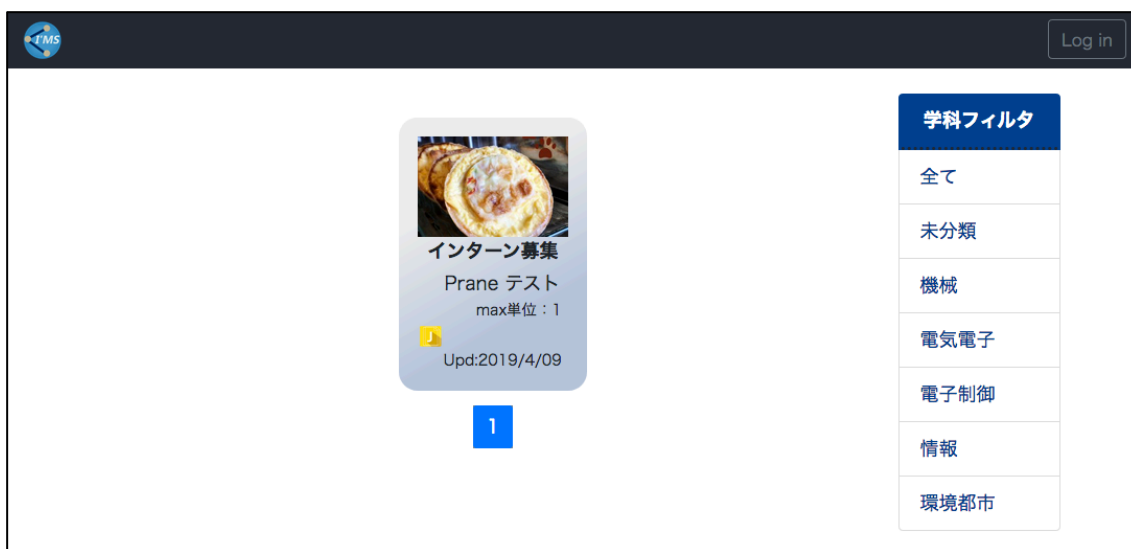 I'MS
Log in
インターン募集
Prane テスト
max単位：1
J
Upd:2019/4/09
1
学科フィルタ
全て
未分類
機械
電気電子
電子制御
情報
環境都市